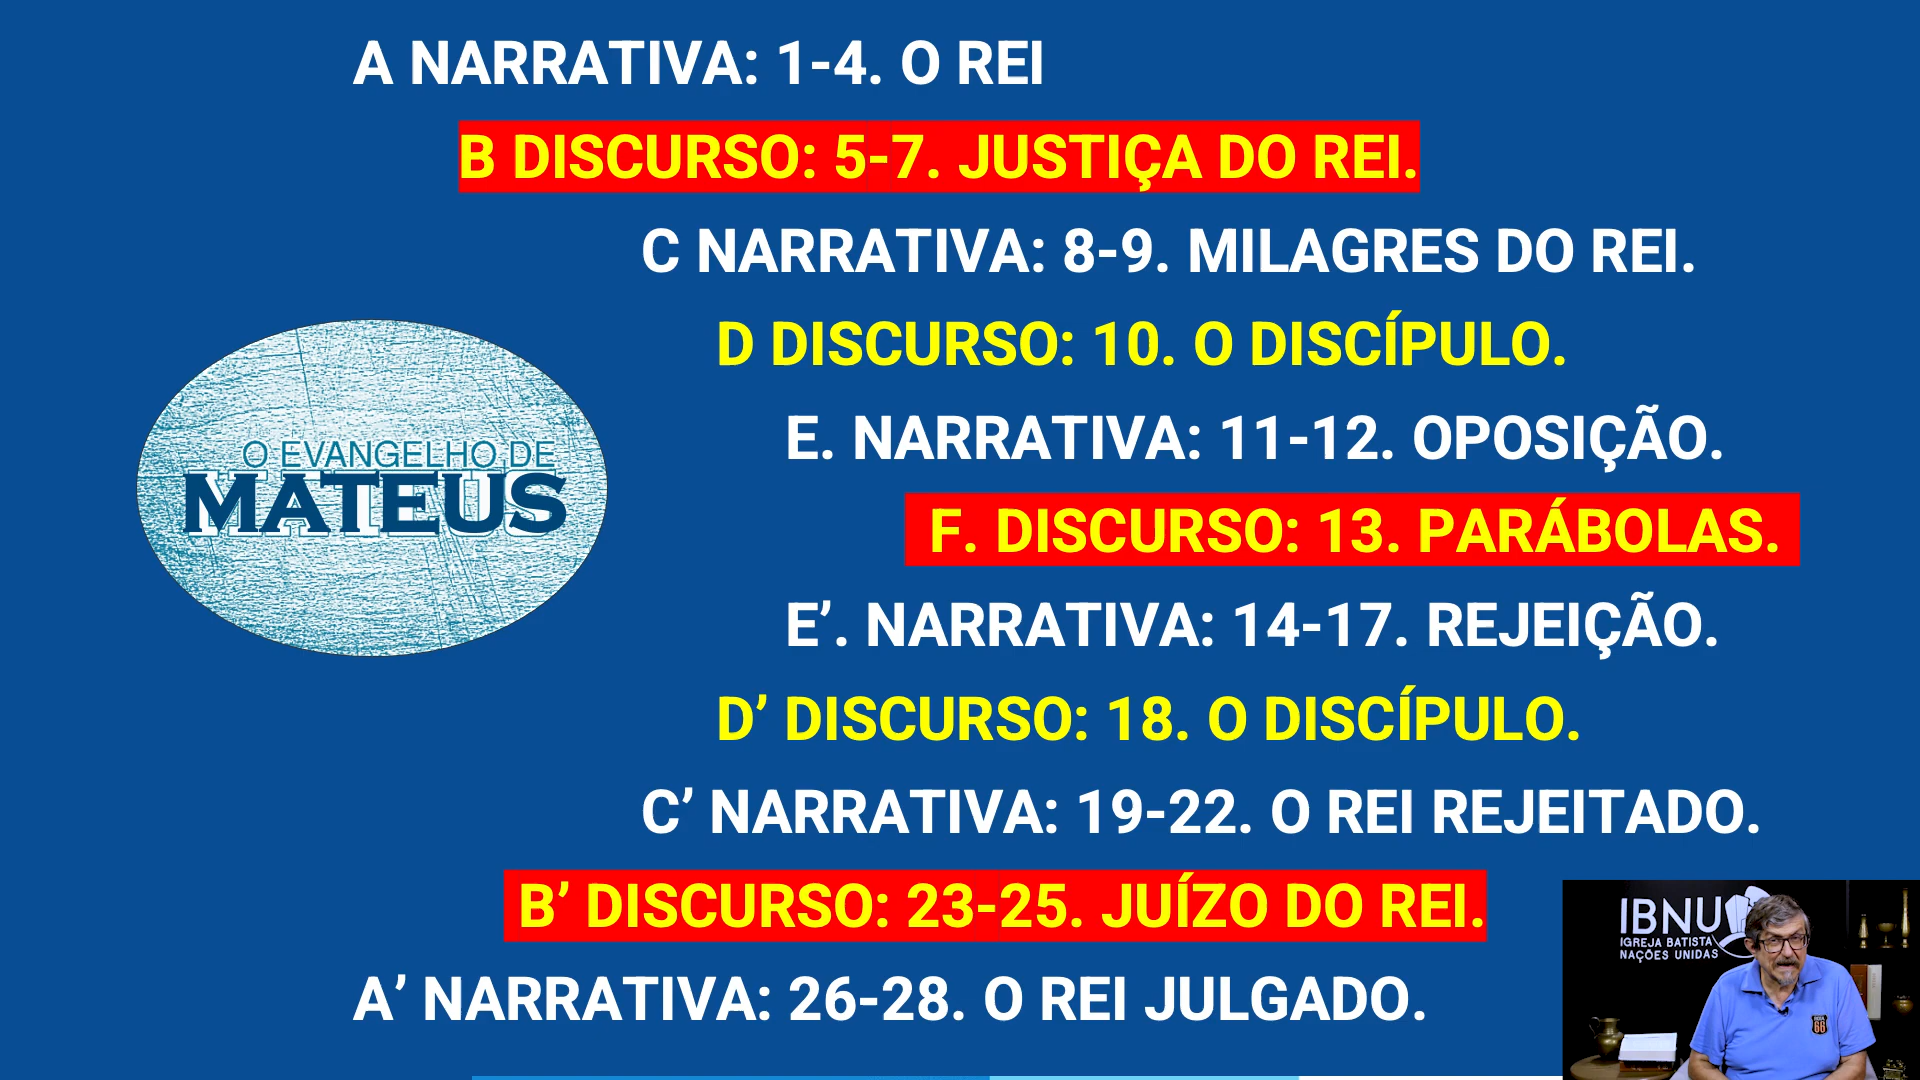 A NARRATIVA: 1-4. O REI
B DISCURSO: 5-7. JUSTIÇA DO REI.
C NARRATIVA: 8-9. MILAGRES DO REI.
D DISCURSO: 10. O DISCÍPULO.
E. NARRATIVA: 11-12. OPOSIÇÃO.
F. DISCURSO: 13. PARÁBOLAS.
E’. NARRATIVA: 14-17. REJEIÇÃO.
D’ DISCURSO: 18. O DISCÍPULO.
C’ NARRATIVA: 19-22. O REI REJEITADO.
B’ DISCURSO: 23-25. JUÍZO DO REI.
A’ NARRATIVA: 26-28. O REI JULGADO.
O EVANGELHO DE
MATEUS
IBNU
IGREJA BATISTA
NAÇÕES UNIDAS
66